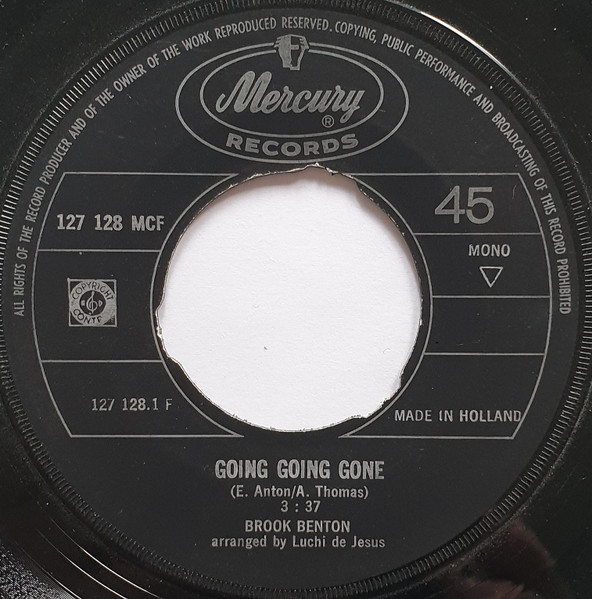 ALL RIGHTS OF THE RECORD PRODUCER AND OF THE OWNER OF THE WORK REPRODUCED RESERVED. COPYING, PUBLIC PERFORMANCE AND BROADCASTING OF THIS RECORD PROHIBITED
Mercury®
RECORDS
127 128 MCF
45
MONO
COPYRIGHT
CONTR
127 128.1 F
MADE IN HOLLAND
GOING GOING GONE
(E. Anton/A. Thomas)
3 : 37
BROOK BENTON
arranged by Luchi de Jesus